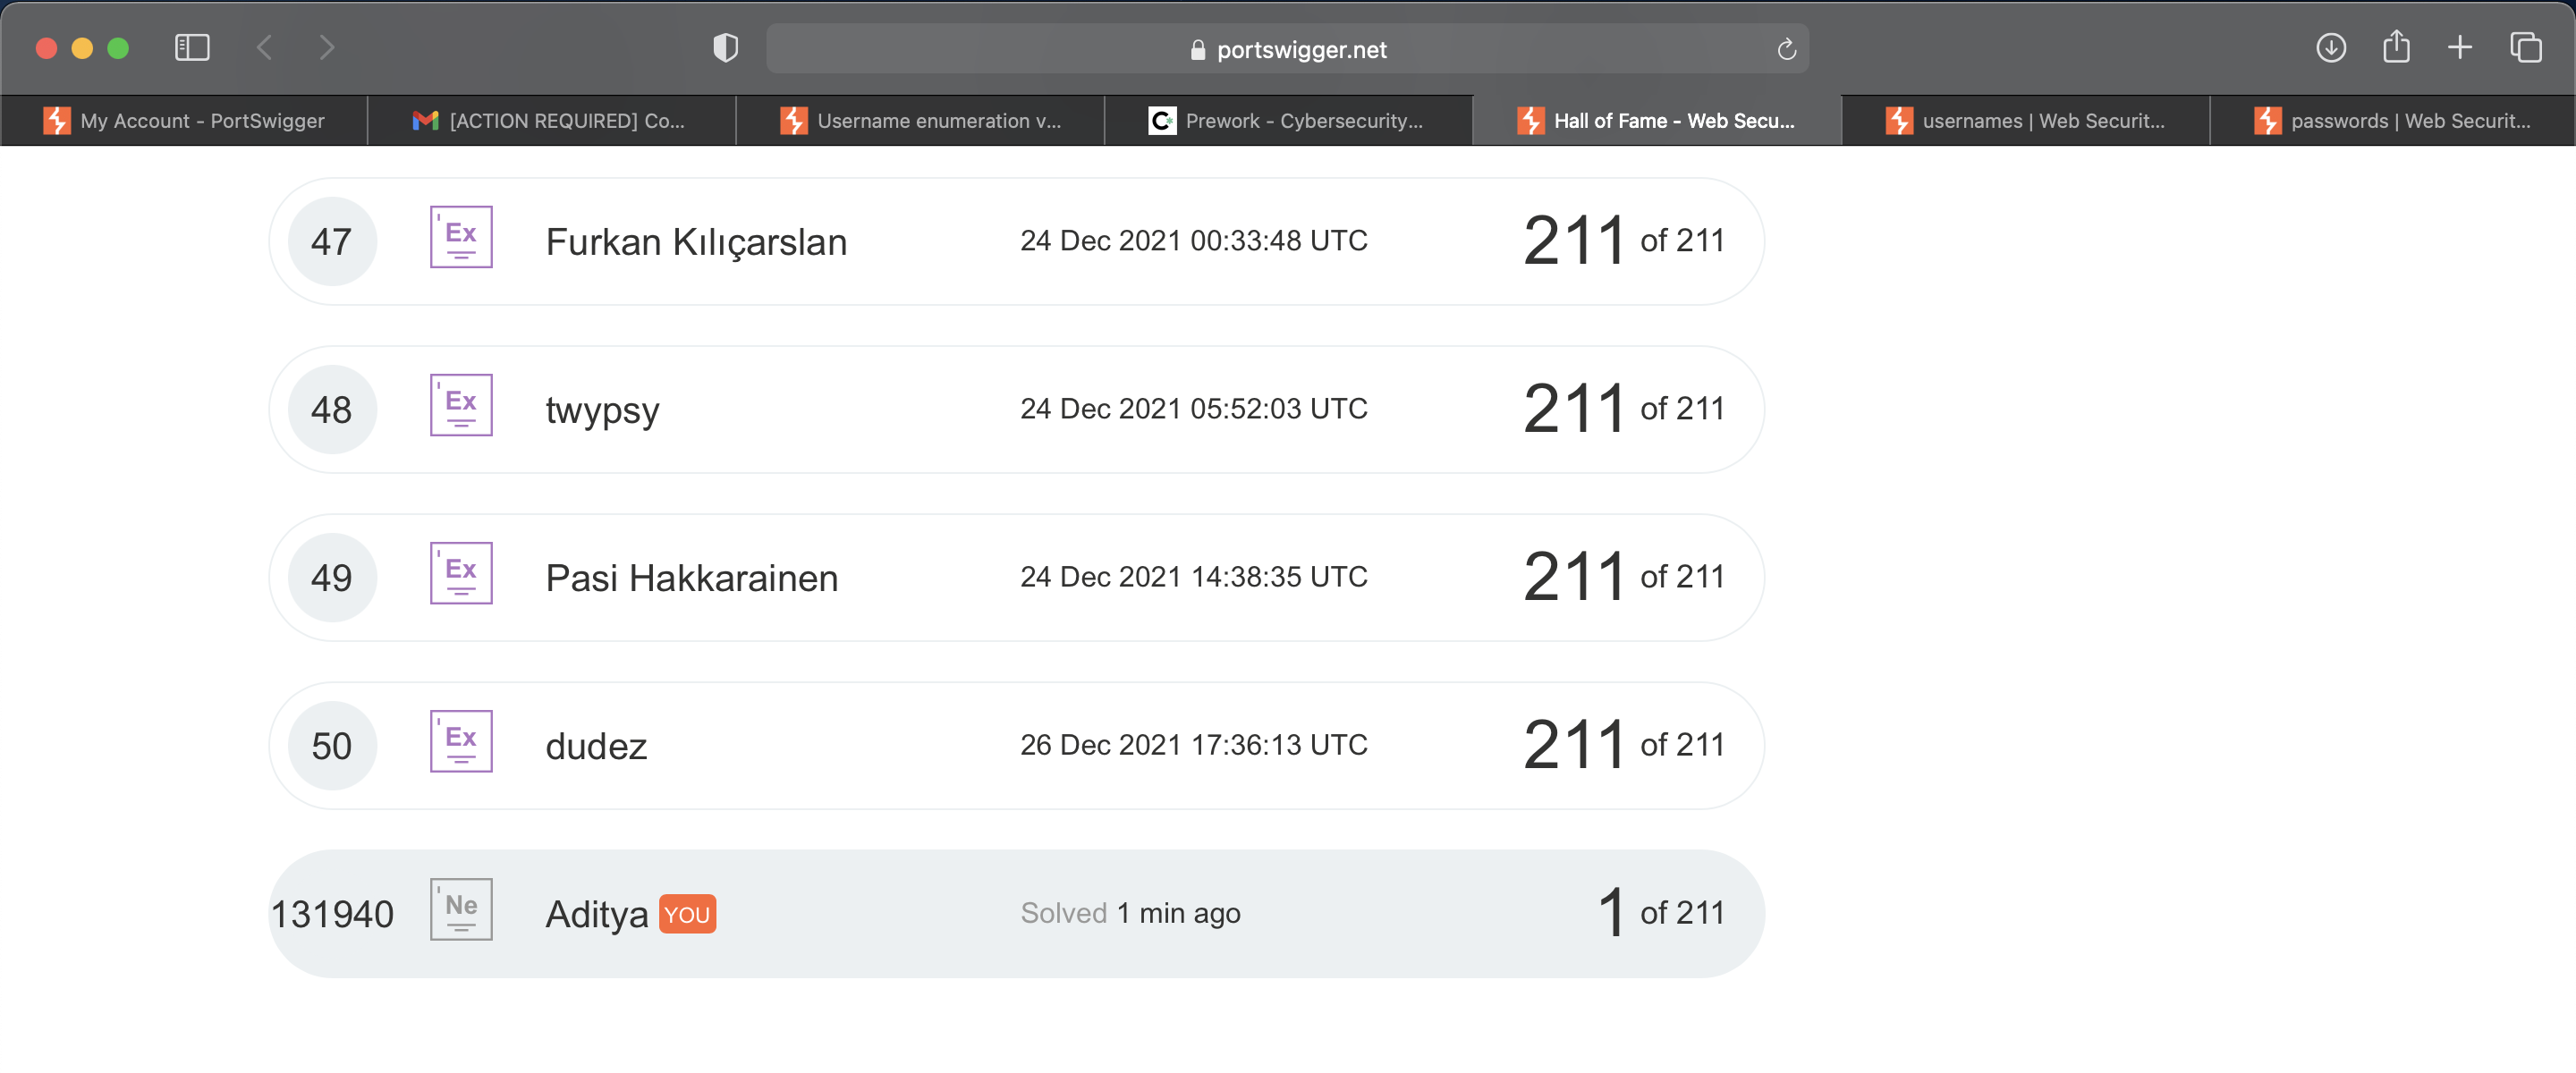 portswigger.net
My Account - PortSwigger
[ACTION REQUIRED] Co...
Username enumeration v...
C Prework - Cybersecurity...
Hall of Fame - Web Secu...
usernames | Web Securit...
passwords | Web Securit...
47 Ex Furkan Kılıçarslan 24 Dec 2021 00:33:48 UTC 211 of 211
48 Ex twypsy 24 Dec 2021 05:52:03 UTC 211 of 211
49 Ex Pasi Hakkarainen 24 Dec 2021 14:38:35 UTC 211 of 211
50 Ex dudez 26 Dec 2021 17:36:13 UTC 211 of 211
131940 Ne Aditya YOU Solved 1 min ago 1 of 211